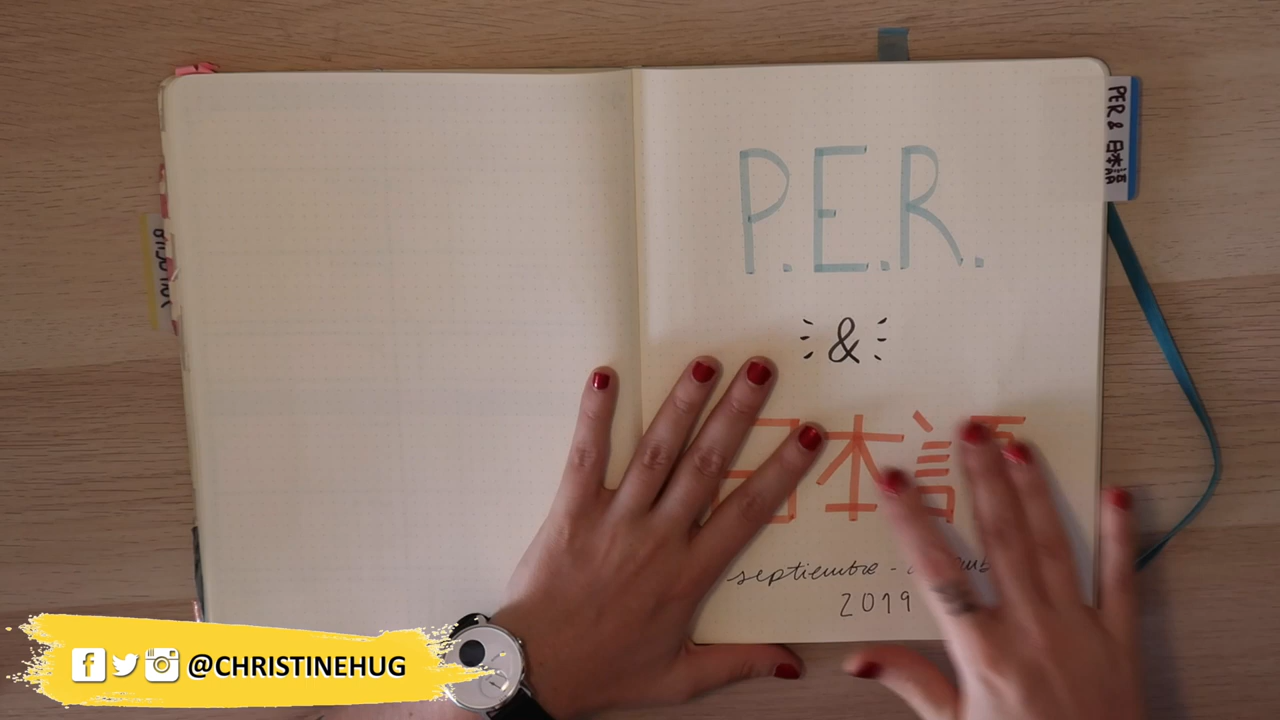 P.E.R.
&
日本語
septiembre -
2019
PER & 日本語
@CHRISTINEHUG